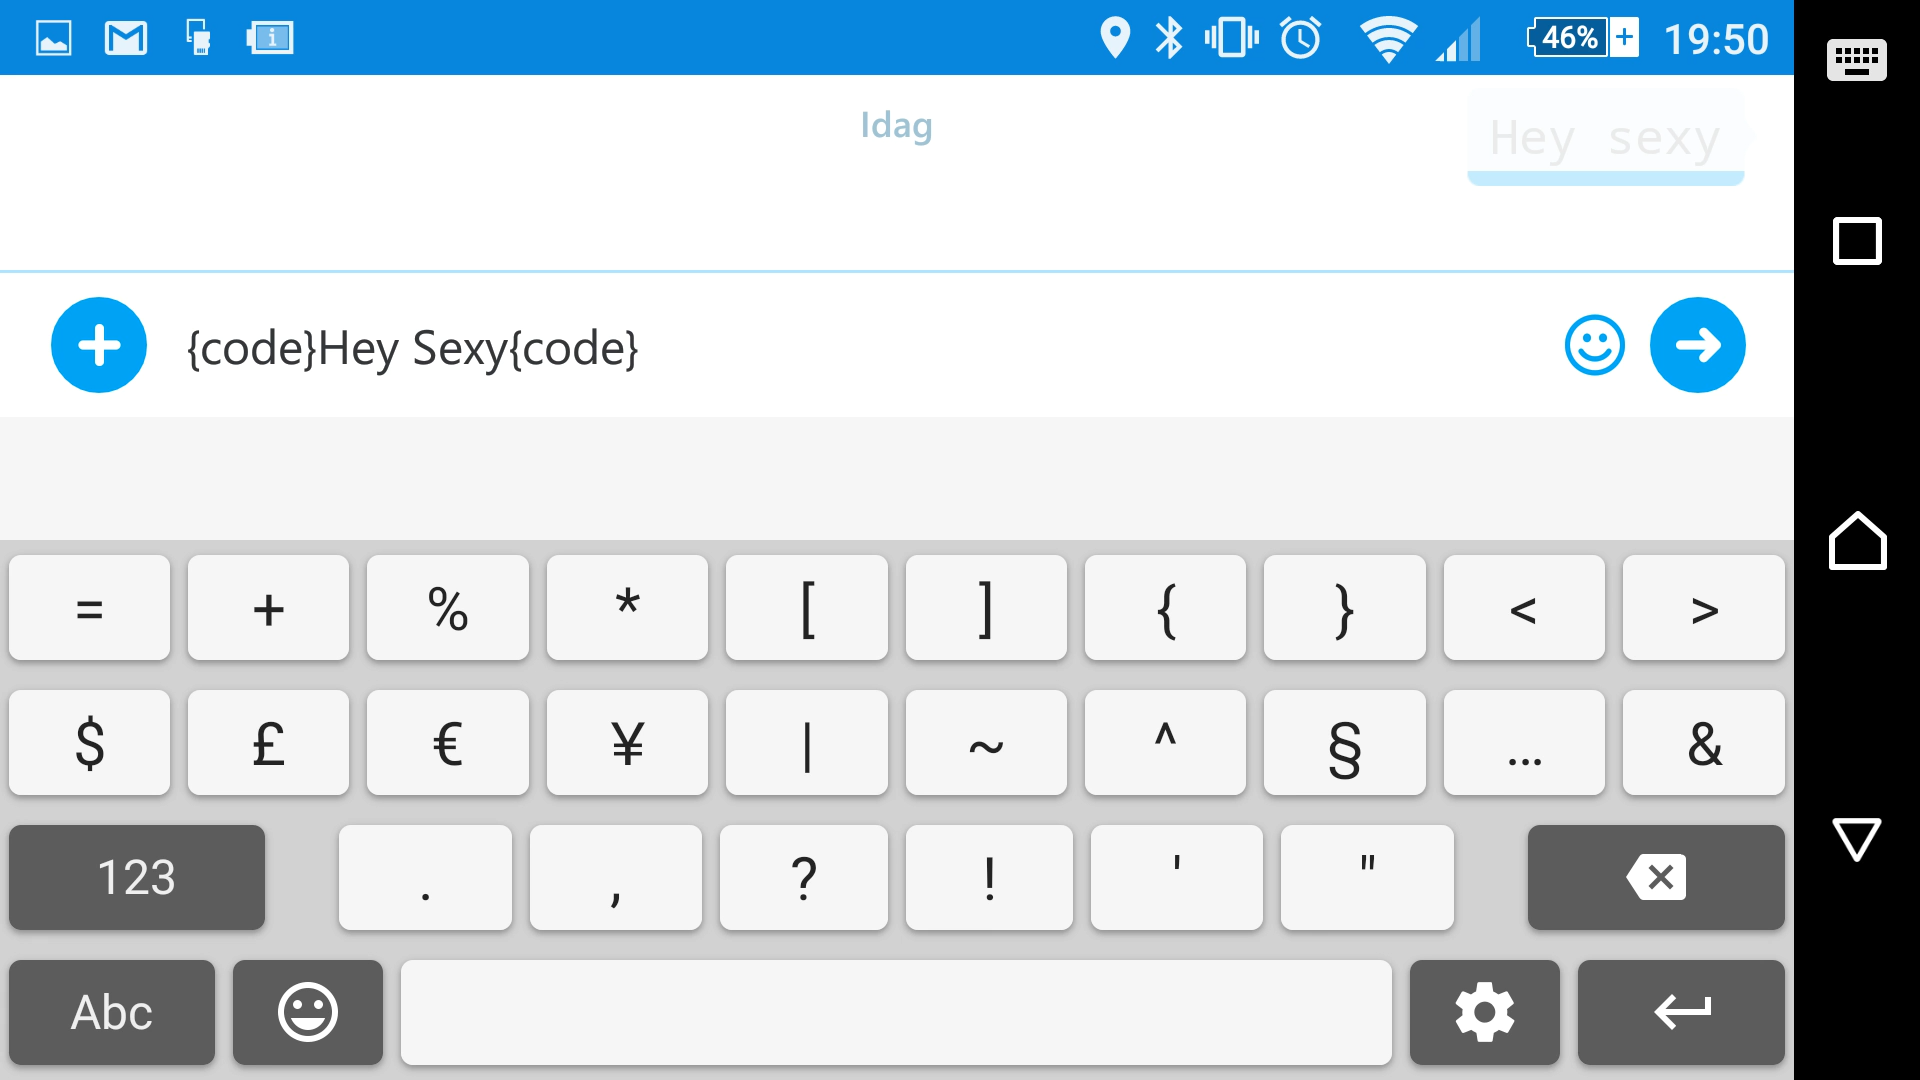 46%
19:50
Idag
Hey sexy
{code}Hey Sexy{code}
= + % * [ ] { } < >
$ £ € ¥ | ~ ^ § … &
123 . , ? ! ' "
Abc